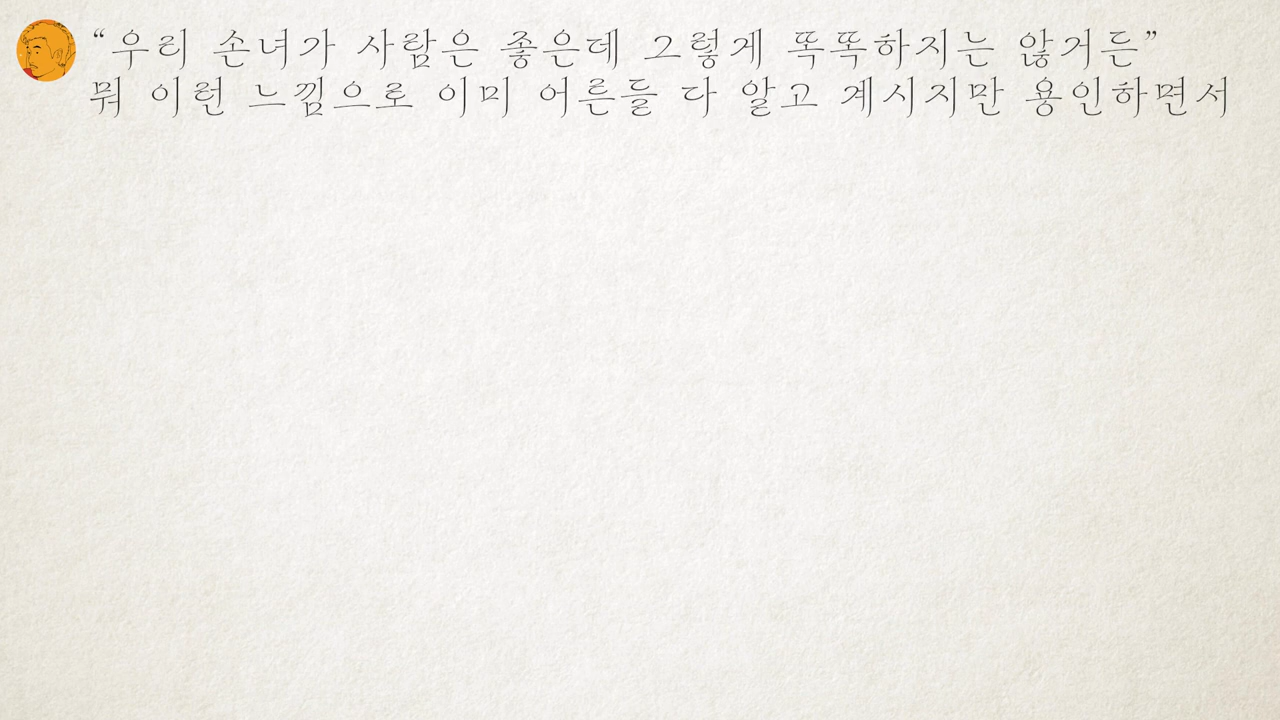 “우리 손녀가 사람은 좋은데 그렇게 똑똑하지는 않거든”
뭐 이런 느낌으로 이미 어른들 다 알고 계시지만 용인하면서